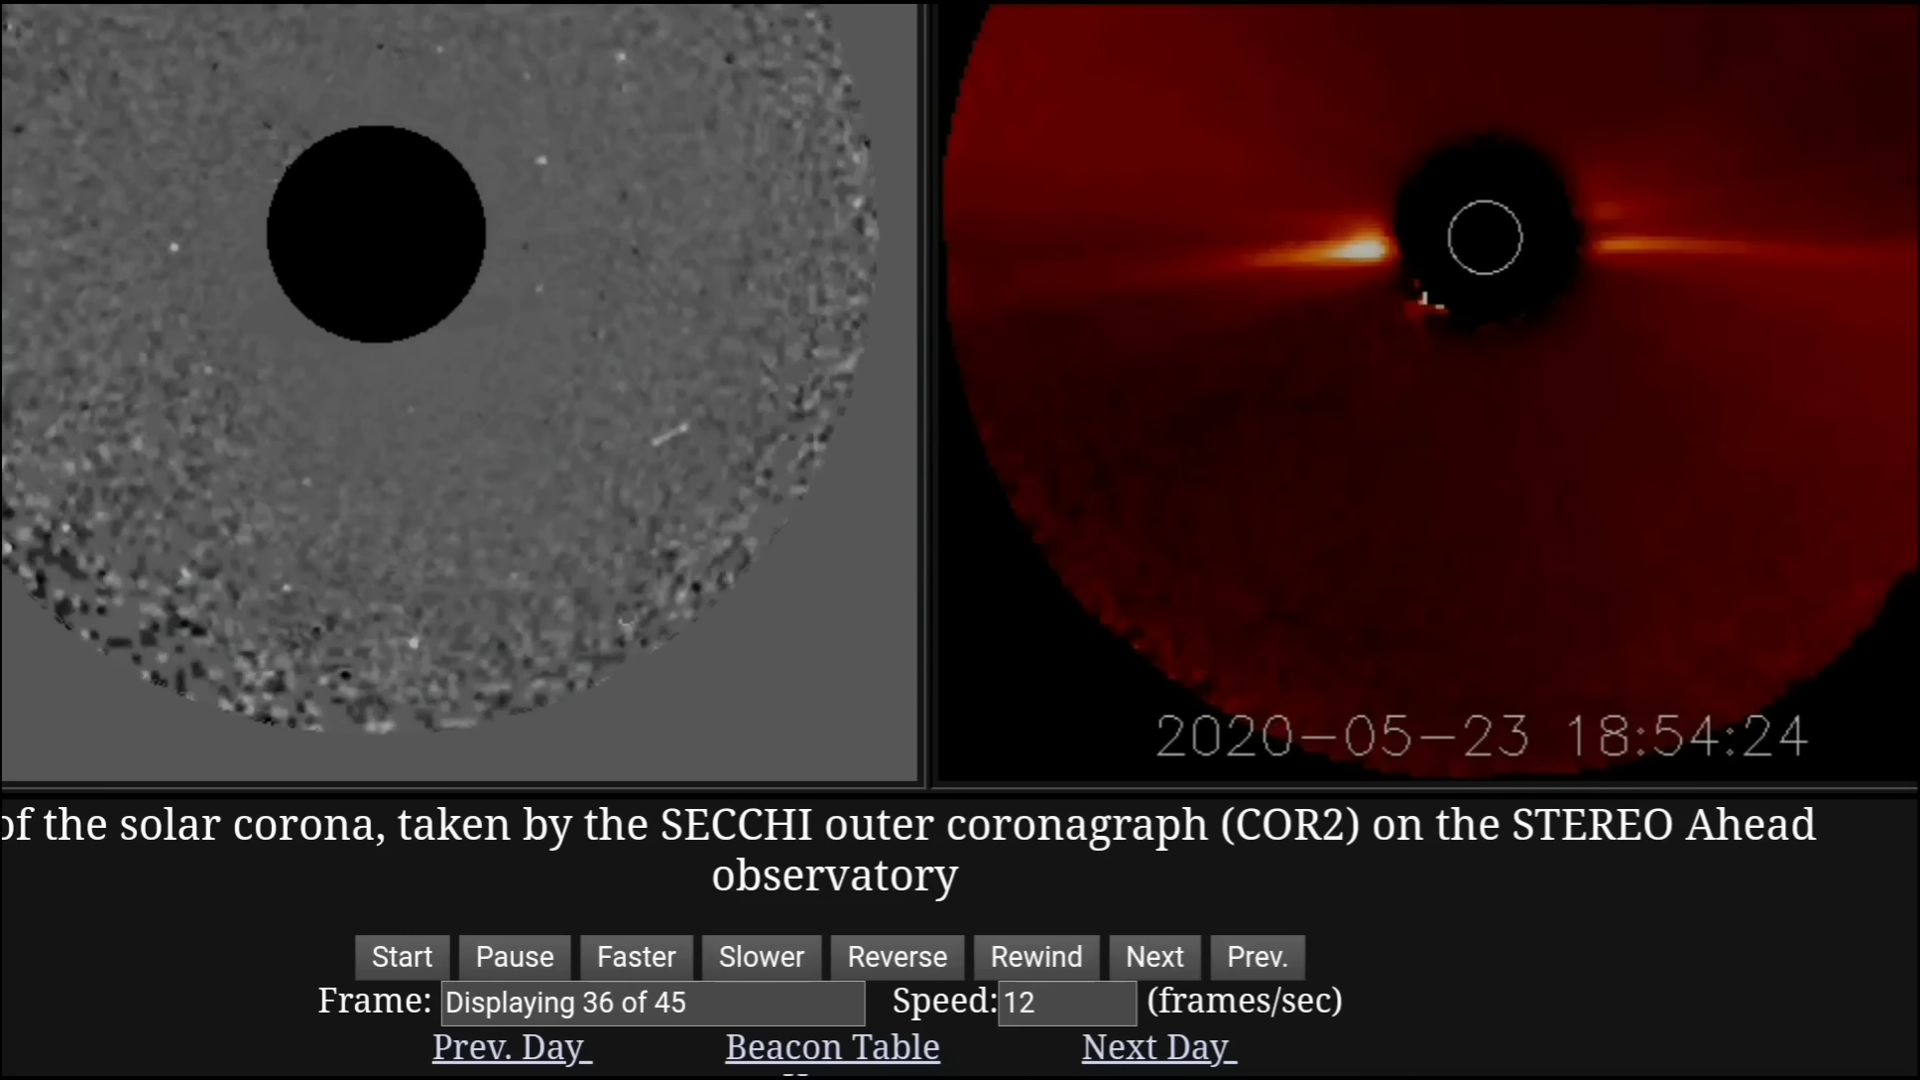 2020-05-23 18:54:24
of the solar corona, taken by the SECCHI outer coronagraph (COR2) on the STEREO Ahead
observatory
Start Pause Faster Slower Reverse Rewind Next Prev.
Frame: Displaying 36 of 45 Speed: 12 (frames/sec)
Prev. Day Beacon Table Next Day